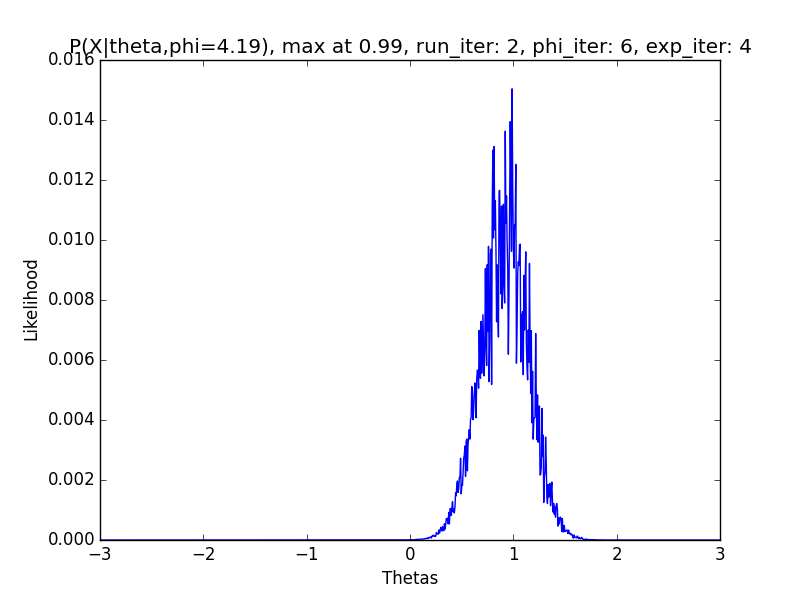 P(X|theta,phi=4.19), max at 0.99, run_iter: 2, phi_iter: 6, exp_iter: 4
0.016
0.014
0.012
0.010
0.008
0.006
0.004
0.002
0.000
Likelihood
−3 −2 −1 0 1 2 3
Thetas